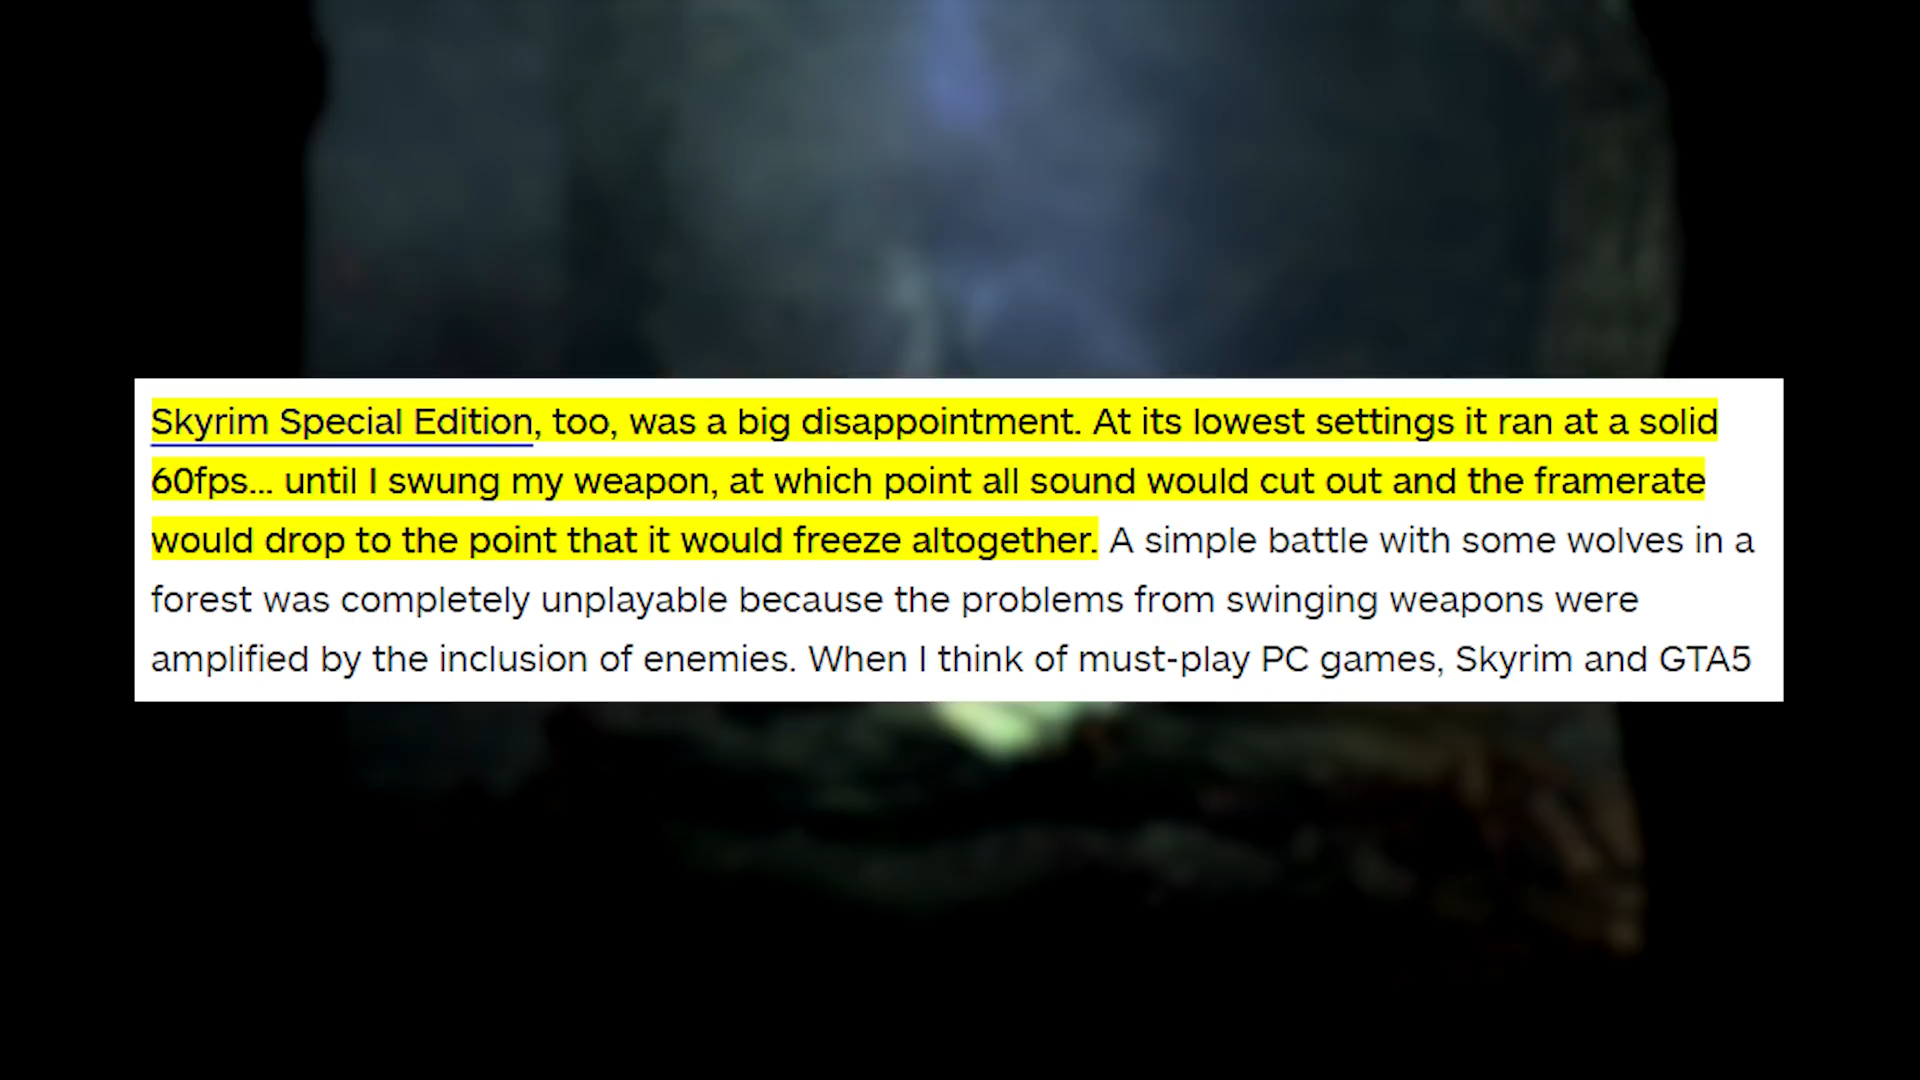 Skyrim Special Edition, too, was a big disappointment. At its lowest settings it ran at a solid
60fps... until I swung my weapon, at which point all sound would cut out and the framerate
would drop to the point that it would freeze altogether. A simple battle with some wolves in a
forest was completely unplayable because the problems from swinging weapons were
amplified by the inclusion of enemies. When I think of must-play PC games, Skyrim and GTA5